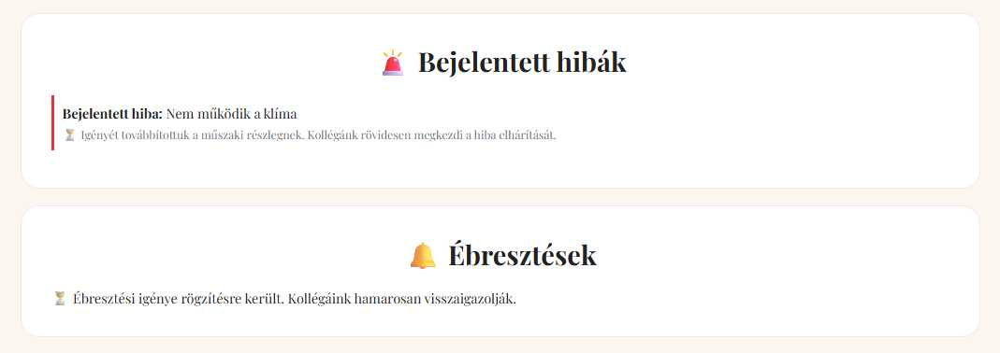 Bejelentett hibák
Bejelentett hiba: Nem működik a klíma
Igényét továbbítottuk a műszaki részlegnek. Kollégánk rövidesen megkezdi a hiba elhárítását.
Ébresztések
Ébresztési igénye rögzítésre került. Kollégáink hamarosan visszaigazolják.